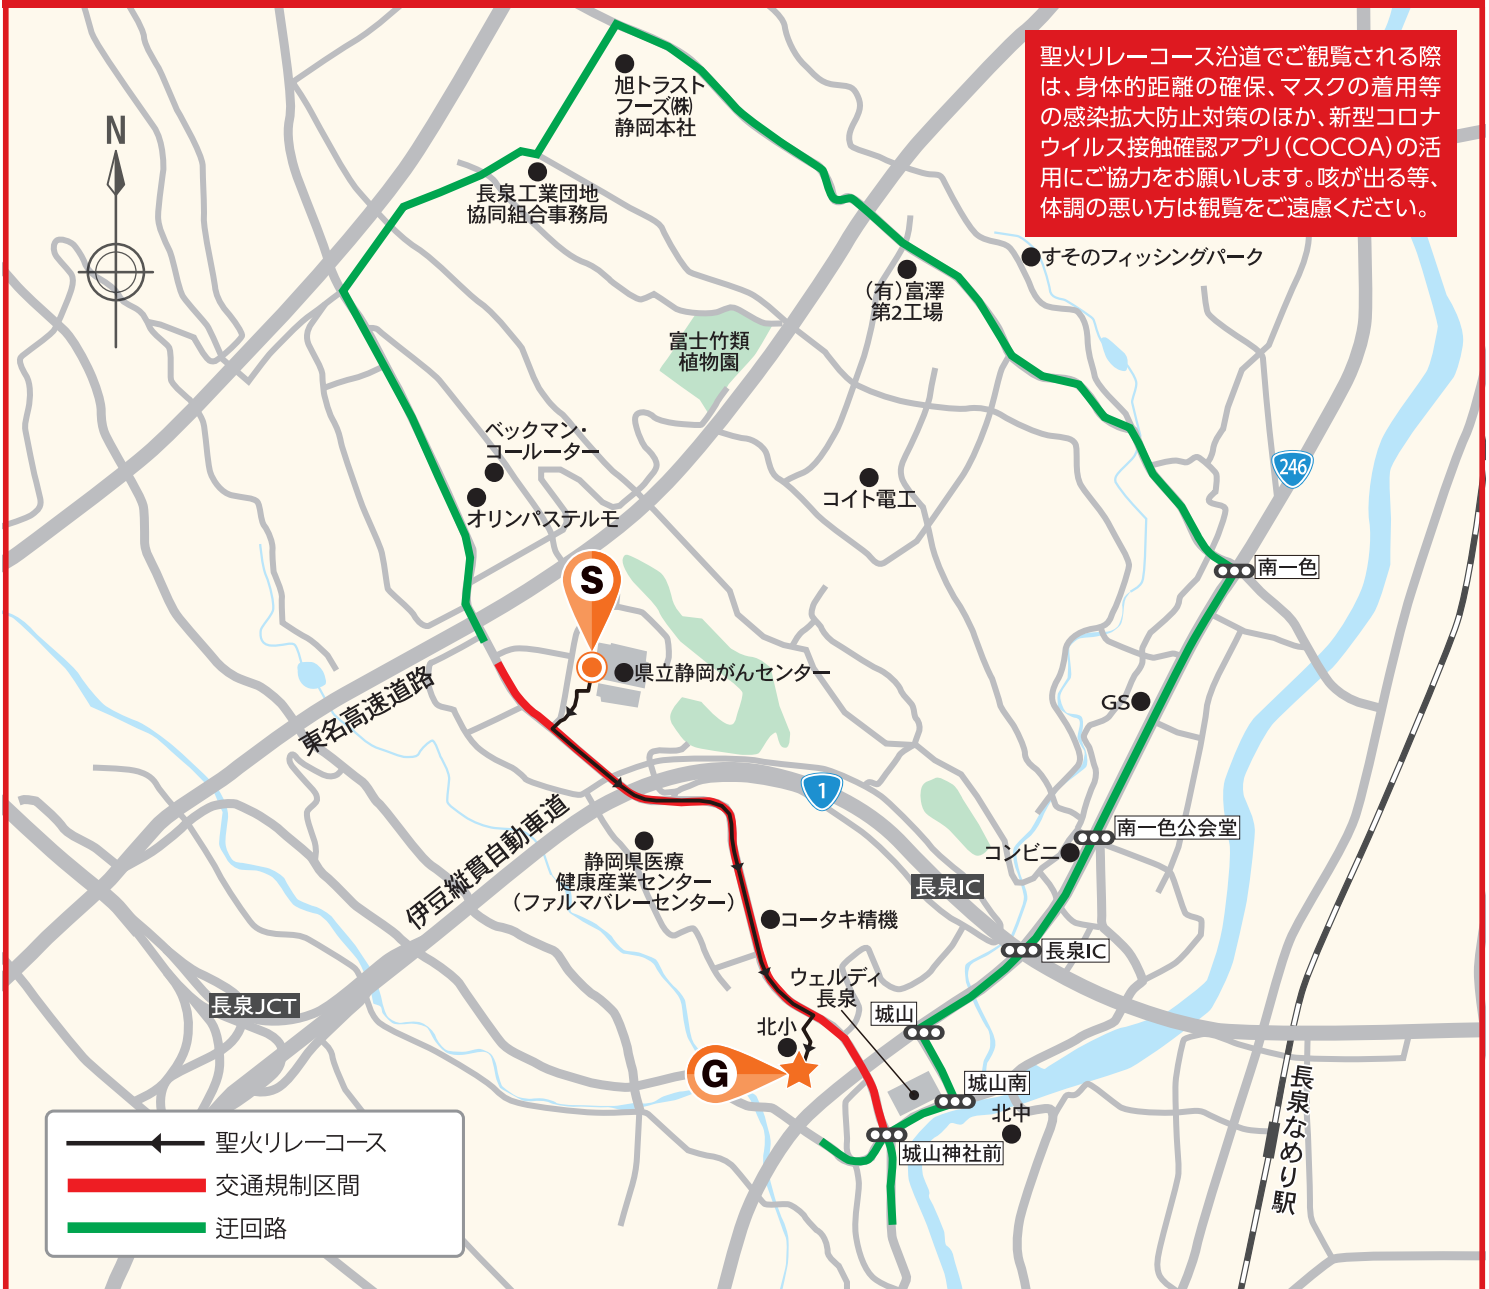 聖火リレーコース沿道でご観覧される際
は、身体的距離の確保、マスクの着用等
の感染拡大防止対策のほか、新型コロナ
ウイルス接触確認アプリ(COCOA)の活
用にご協力をお願いします。咳が出る等、
体調の悪い方は観覧をご遠慮ください。
N
旭トラスト
フーズ㈱
静岡本社
長泉工業団地
協同組合事務局
すそのフィッシングパーク
(有)富澤
第2工場
富士竹類
植物園
ベックマン・
コールーター
オリンパステルモ
コイト電工
246
南一色
S
県立静岡がんセンター
東名高速道路
GS
1
伊豆縦貫自動車道
南一色公会堂
コンビニ
静岡県医療
健康産業センター
(ファルマバレーセンター)
長泉IC
コータキ精機
長泉IC
ウェルディ
長泉
長泉JCT
城山
北小
G
城山南
北中
城山神社前
長泉なめり駅
聖火リレーコース
交通規制区間
迂回路